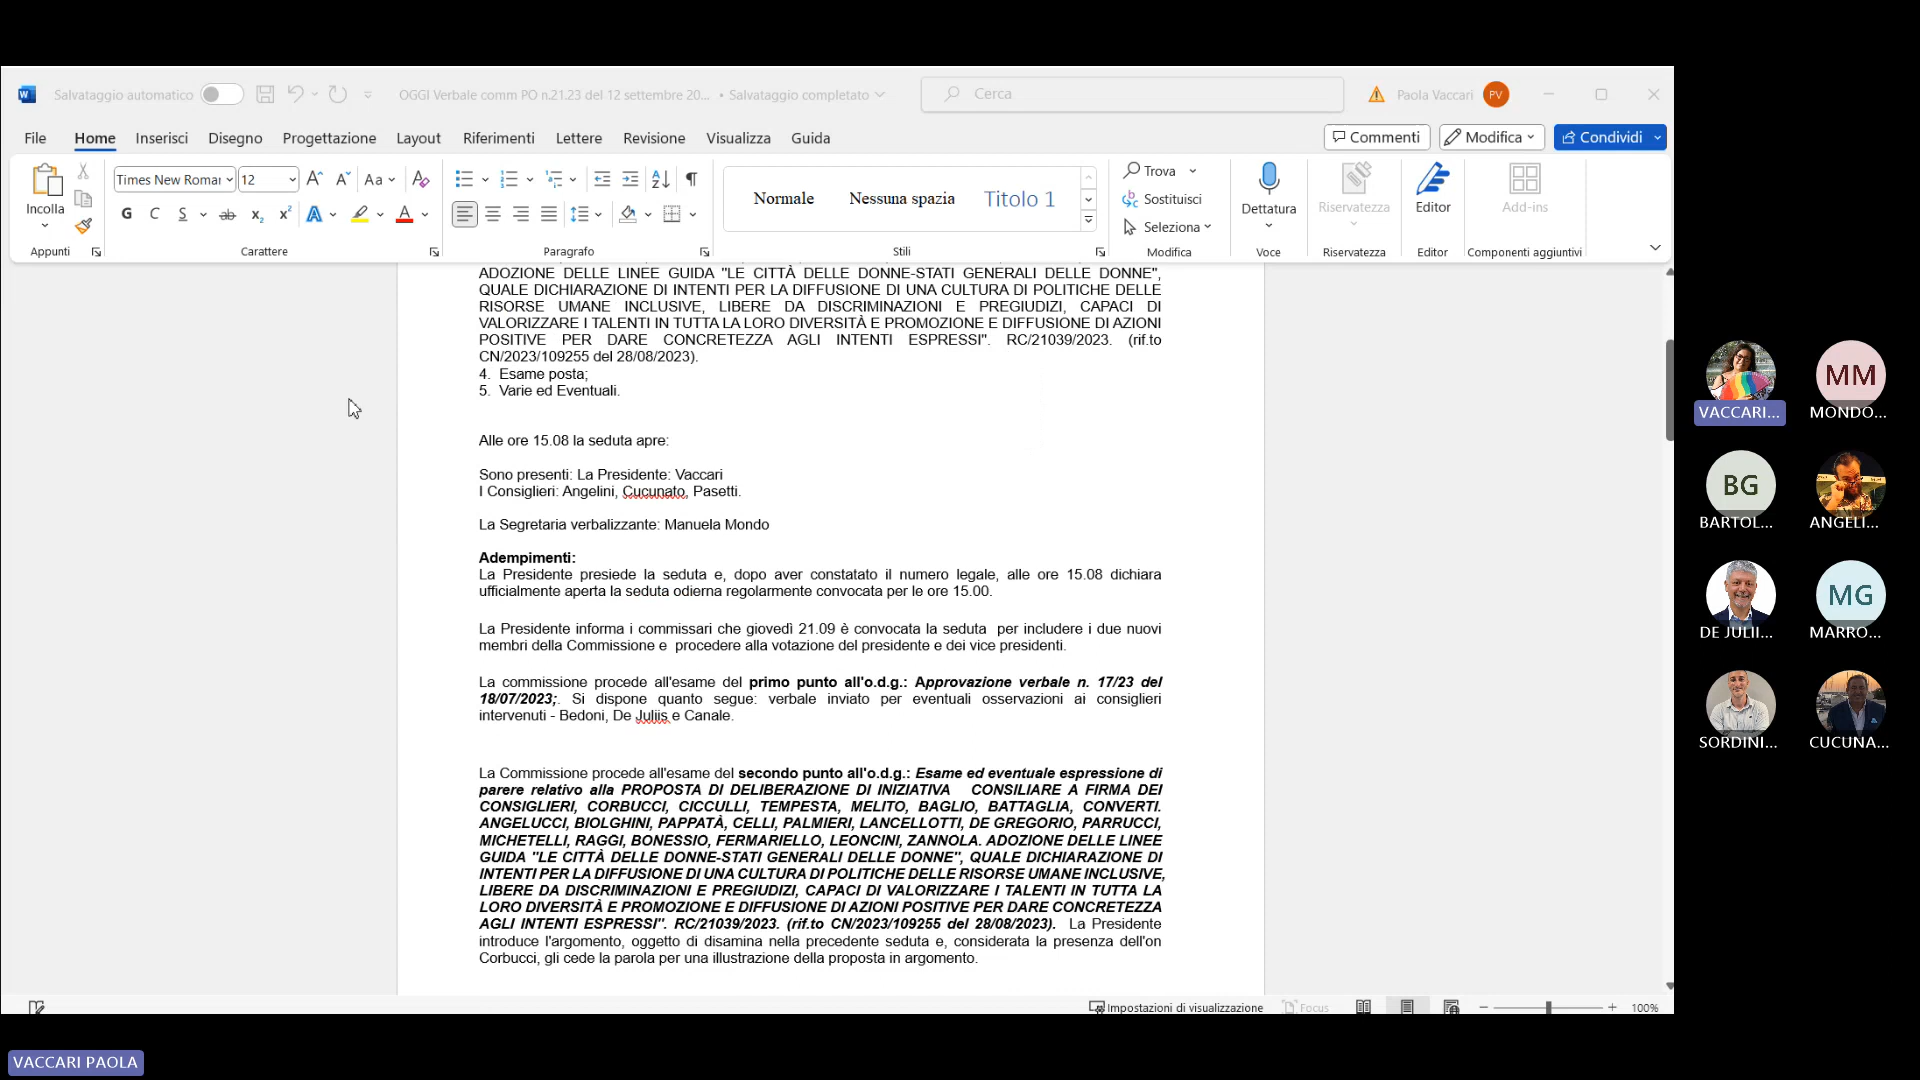 Salvataggio automatico
OGGI Verbale comm PO n.21.23 del 12 settembre 20... • Salvataggio completato
Cerca
Paola Vaccari PV
File Home Inserisci Disegno Progettazione Layout Riferimenti Lettere Revisione Visualizza Guida
Commenti Modifica Condividi
Incolla
Appunti
Times New Roman 12
Aa
G C S ab x₂ x² A A
Carattere
Paragrafo
Normale Nessuna spazia Titolo 1
Stili
Trova
Sostituisci
Seleziona
Modifica
Dettatura
Voce
Riservatezza
Riservatezza
Editor
Editor
Add-ins
Componenti aggiuntivi
ADOZIONE DELLE LINEE GUIDA "LE CITTÀ DELLE DONNE-STATI GENERALI DELLE DONNE",
QUALE DICHIARAZIONE DI INTENTI PER LA DIFFUSIONE DI UNA CULTURA DI POLITICHE DELLE
RISORSE UMANE INCLUSIVE, LIBERE DA DISCRIMINAZIONI E PREGIUDIZI, CAPACI DI
VALORIZZARE I TALENTI IN TUTTA LA LORO DIVERSITÀ E PROMOZIONE E DIFFUSIONE DI AZIONI
POSITIVE PER DARE CONCRETEZZA AGLI INTENTI ESPRESSI". RC/21039/2023. (rif.to
CN/2023/109255 del 28/08/2023).
4. Esame posta;
5. Varie ed Eventuali.
Alle ore 15.08 la seduta apre:
Sono presenti: La Presidente: Vaccari
I Consiglieri: Angelini, Cucunato, Pasetti.
La Segretaria verbalizzante: Manuela Mondo
Adempimenti:
La Presidente presiede la seduta e, dopo aver constatato il numero legale, alle ore 15.08 dichiara
ufficialmente aperta la seduta odierna regolarmente convocata per le ore 15.00.
La Presidente informa i commissari che giovedì 21.09 è convocata la seduta per includere i due nuovi
membri della Commissione e procedere alla votazione del presidente e dei vice presidenti.
La commissione procede all'esame del primo punto all'o.d.g.: Approvazione verbale n. 17/23 del
18/07/2023;. Si dispone quanto segue: verbale inviato per eventuali osservazioni ai consiglieri
intervenuti - Bedoni, De Juliis e Canale.
La Commissione procede all'esame del secondo punto all'o.d.g.: Esame ed eventuale espressione di
parere relativo alla PROPOSTA DI DELIBERAZIONE DI INIZIATIVA CONSILIARE A FIRMA DEI
CONSIGLIERI, CORBUCCI, CICCULLI, TEMPESTA, MELITO, BAGLIO, BATTAGLIA, CONVERTI.
ANGELUCCI, BIOLGHINI, PAPPATÀ, CELLI, PALMIERI, LANCELLOTTI, DE GREGORIO, PARRUCCI,
MICHETELLI, RAGGI, BONESSIO, FERMARIELLO, LEONCINI, ZANNOLA. ADOZIONE DELLE LINEE
GUIDA "LE CITTÀ DELLE DONNE-STATI GENERALI DELLE DONNE", QUALE DICHIARAZIONE DI
INTENTI PER LA DIFFUSIONE DI UNA CULTURA DI POLITICHE DELLE RISORSE UMANE INCLUSIVE,
LIBERE DA DISCRIMINAZIONI E PREGIUDIZI, CAPACI DI VALORIZZARE I TALENTI IN TUTTA LA
LORO DIVERSITÀ E PROMOZIONE E DIFFUSIONE DI AZIONI POSITIVE PER DARE CONCRETEZZA
AGLI INTENTI ESPRESSI". RC/21039/2023. (rif.to CN/2023/109255 del 28/08/2023). La Presidente
introduce l'argomento, oggetto di disamina nella precedente seduta e, considerata la presenza dell'on
Corbucci, gli cede la parola per una illustrazione della proposta in argomento.
Impostazioni di visualizzazione Focus 100%
VACCARI...
MM
MONDO...
BG
BARTOL...
ANGELI...
DE JULII...
MG
MARRO...
SORDINI...
CUCUNA...
VACCARI PAOLA